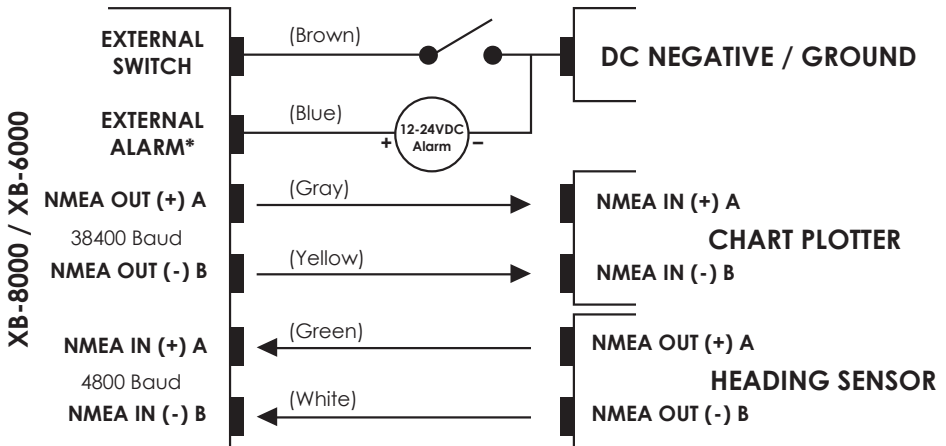 XB-8000 / XB-6000
EXTERNAL
SWITCH
(Brown)
DC NEGATIVE / GROUND
EXTERNAL
ALARM*
(Blue)
+
12-24VDC
Alarm
–
NMEA OUT (+) A
(Gray)
NMEA IN (+) A
38400 Baud
CHART PLOTTER
NMEA OUT (-) B
(Yellow)
NMEA IN (-) B
NMEA IN (+) A
(Green)
NMEA OUT (+) A
4800 Baud
HEADING SENSOR
NMEA IN (-) B
(White)
NMEA OUT (-) B